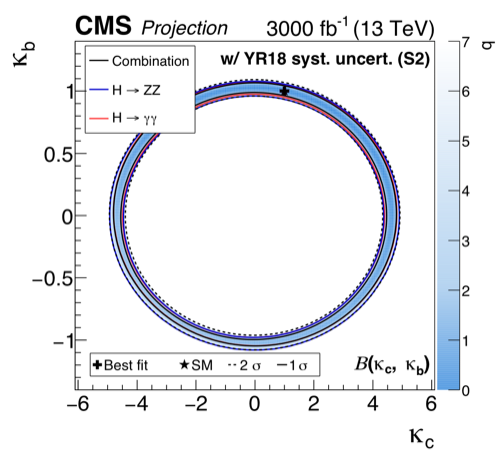 CMS Projection 3000 fb⁻¹ (13 TeV)
κb
w/ YR18 syst. uncert. (S2)
Combination
H → ZZ
H → γγ
1
0.5
0
−0.5
−1
Best fit SM 2 σ 1 σ
B(κc, κb)
−6 −4 −2 0 2 4 6
κc
7
6
5
4
3
2
1
0
q